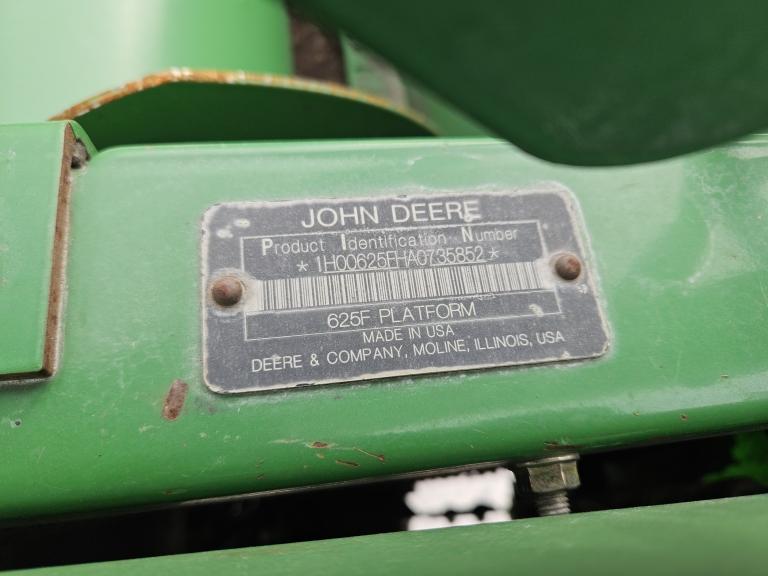 JOHN DEERE
Product Identification Number
*1H00625FHA0735852*
625F PLATFORM
MADE IN USA
DEERE & COMPANY, MOLINE, ILLINOIS, USA